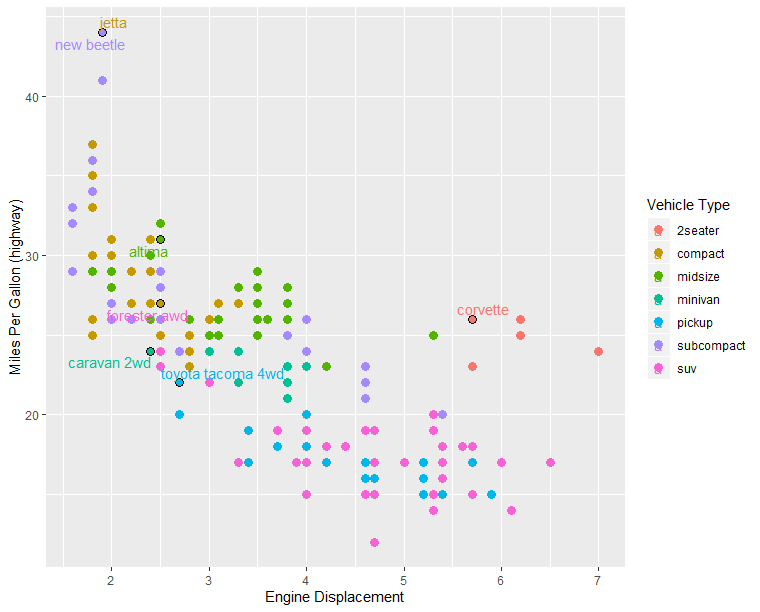 jetta
new beetle
altima
forester awd
corvette
caravan 2wd
toyota tacoma 4wd
40
30
20
Miles Per Gallon (highway)
2 3 4 5 6 7
Engine Displacement
Vehicle Type
a 2seater
a compact
a midsize
a minivan
a pickup
a subcompact
a suv